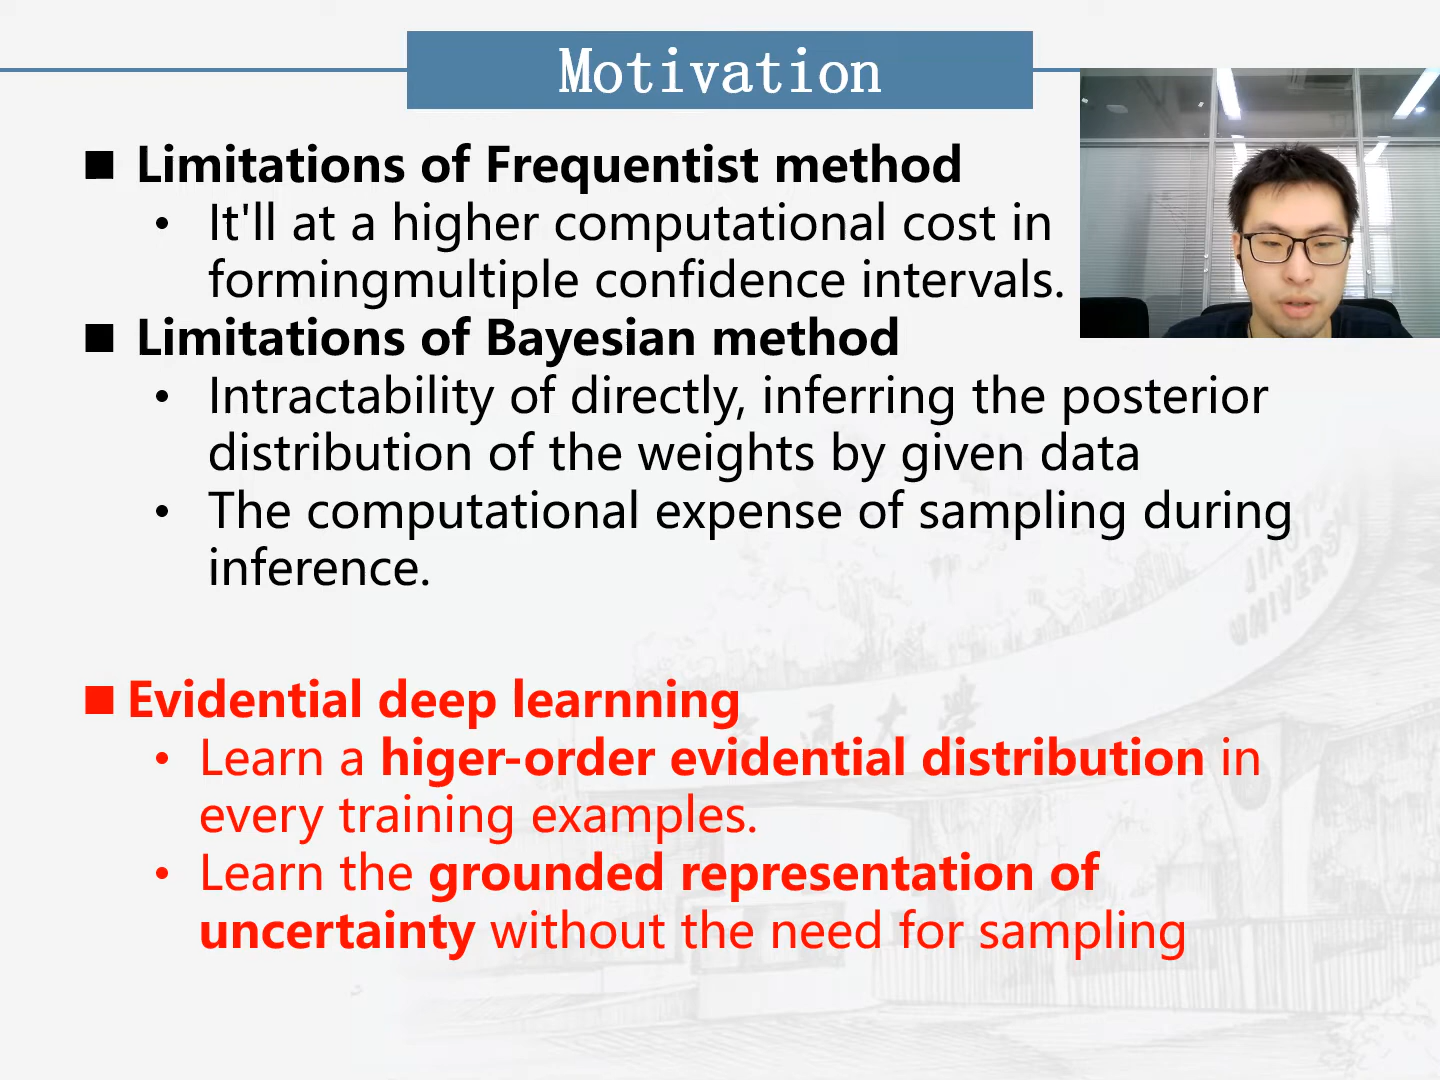 Motivation
■ Limitations of Frequentist method
• It'll at a higher computational cost in
formingmultiple confidence intervals.
■ Limitations of Bayesian method
• Intractability of directly, inferring the posterior
distribution of the weights by given data
• The computational expense of sampling during
inference.
■ Evidential deep learnning
• Learn a higer-order evidential distribution in
every training examples.
• Learn the grounded representation of
uncertainty without the need for sampling